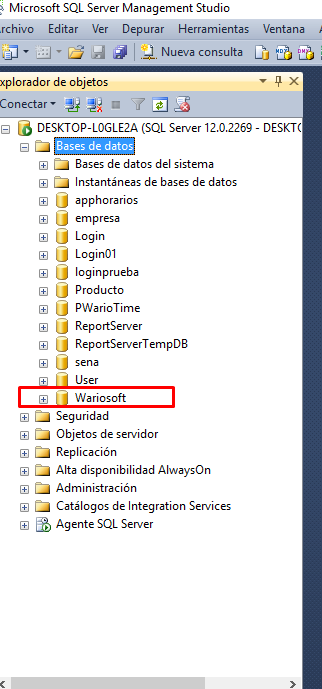 Microsoft SQL Server Management Studio
Archivo Editar Ver Depurar Herramientas Ventana
Nueva consulta
xplorador de objetos
Conectar
DESKTOP-L0GLE2A (SQL Server 12.0.2269 - DESKTO
Bases de datos
Bases de datos del sistema
Instantáneas de bases de datos
apphorarios
empresa
Login
Login01
loginprueba
Producto
PWarioTime
ReportServer
ReportServerTempDB
sena
User
Wariosoft
Seguridad
Objetos de servidor
Replicación
Alta disponibilidad AlwaysOn
Administración
Catálogos de Integration Services
Agente SQL Server